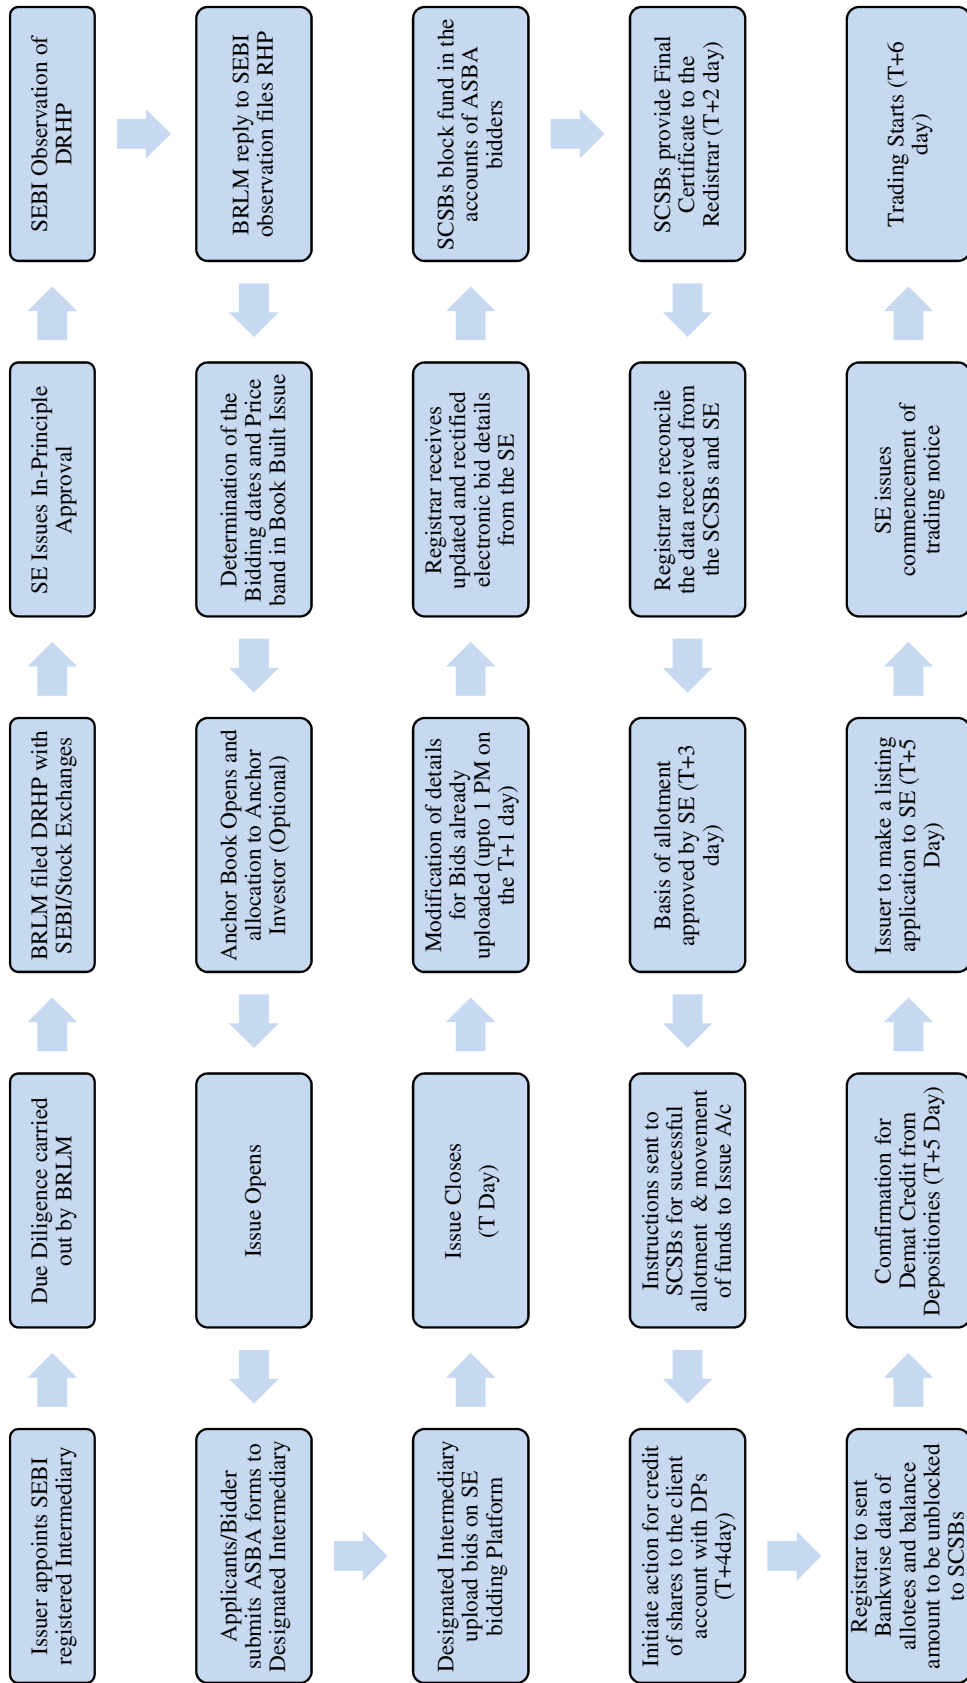 Issuer appoints SEBI
registered Intermediary
Due Diligence carried
out by BRLM
BRLM filed DRHP with
SEBI/Stock Exchanges
SE Issues In-Principle
Approval
SEBI Observation of
DRHP
BRLM reply to SEBI
observation files RHP
Determination of the
Bidding dates and Price
band in Book Built Issue
Anchor Book Opens and
allocation to Anchor
Investor (Optional)
Issue Opens
Applicants/Bidder
submits ASBA forms to
Designated Intermediary
Designated Intermediary
upload bids on SE
bidding Platform
Issue Closes
(T Day)
Modification of details
for Bids already
uploaded (upto 1 PM on
the T+1 day)
Registrar receives
updated and rectified
electronic bid details
from the SE
SCSBs block fund in the
accounts of ASBA
bidders
SCSBs provide Final
Certificate to the
Redistrar (T+2 day)
Registrar to reconcile
the data received from
the SCSBs and SE
Basis of allotment
approved by SE (T+3
day)
Instructions sent to
SCSBs for sucessful
allotment & movement
of funds to Issue A/c
Initiate action for credit
of shares to the client
account with DPs
(T+4day)
Registrar to sent
Bankwise data of
allotees and balance
amount to be unblocked
to SCSBs
Comfirmation for
Demat Credit from
Depositiories (T+5 Day)
Issuer to make a listing
application to SE (T+5
Day)
SE issues
commencement of
trading notice
Trading Starts (T+6
day)